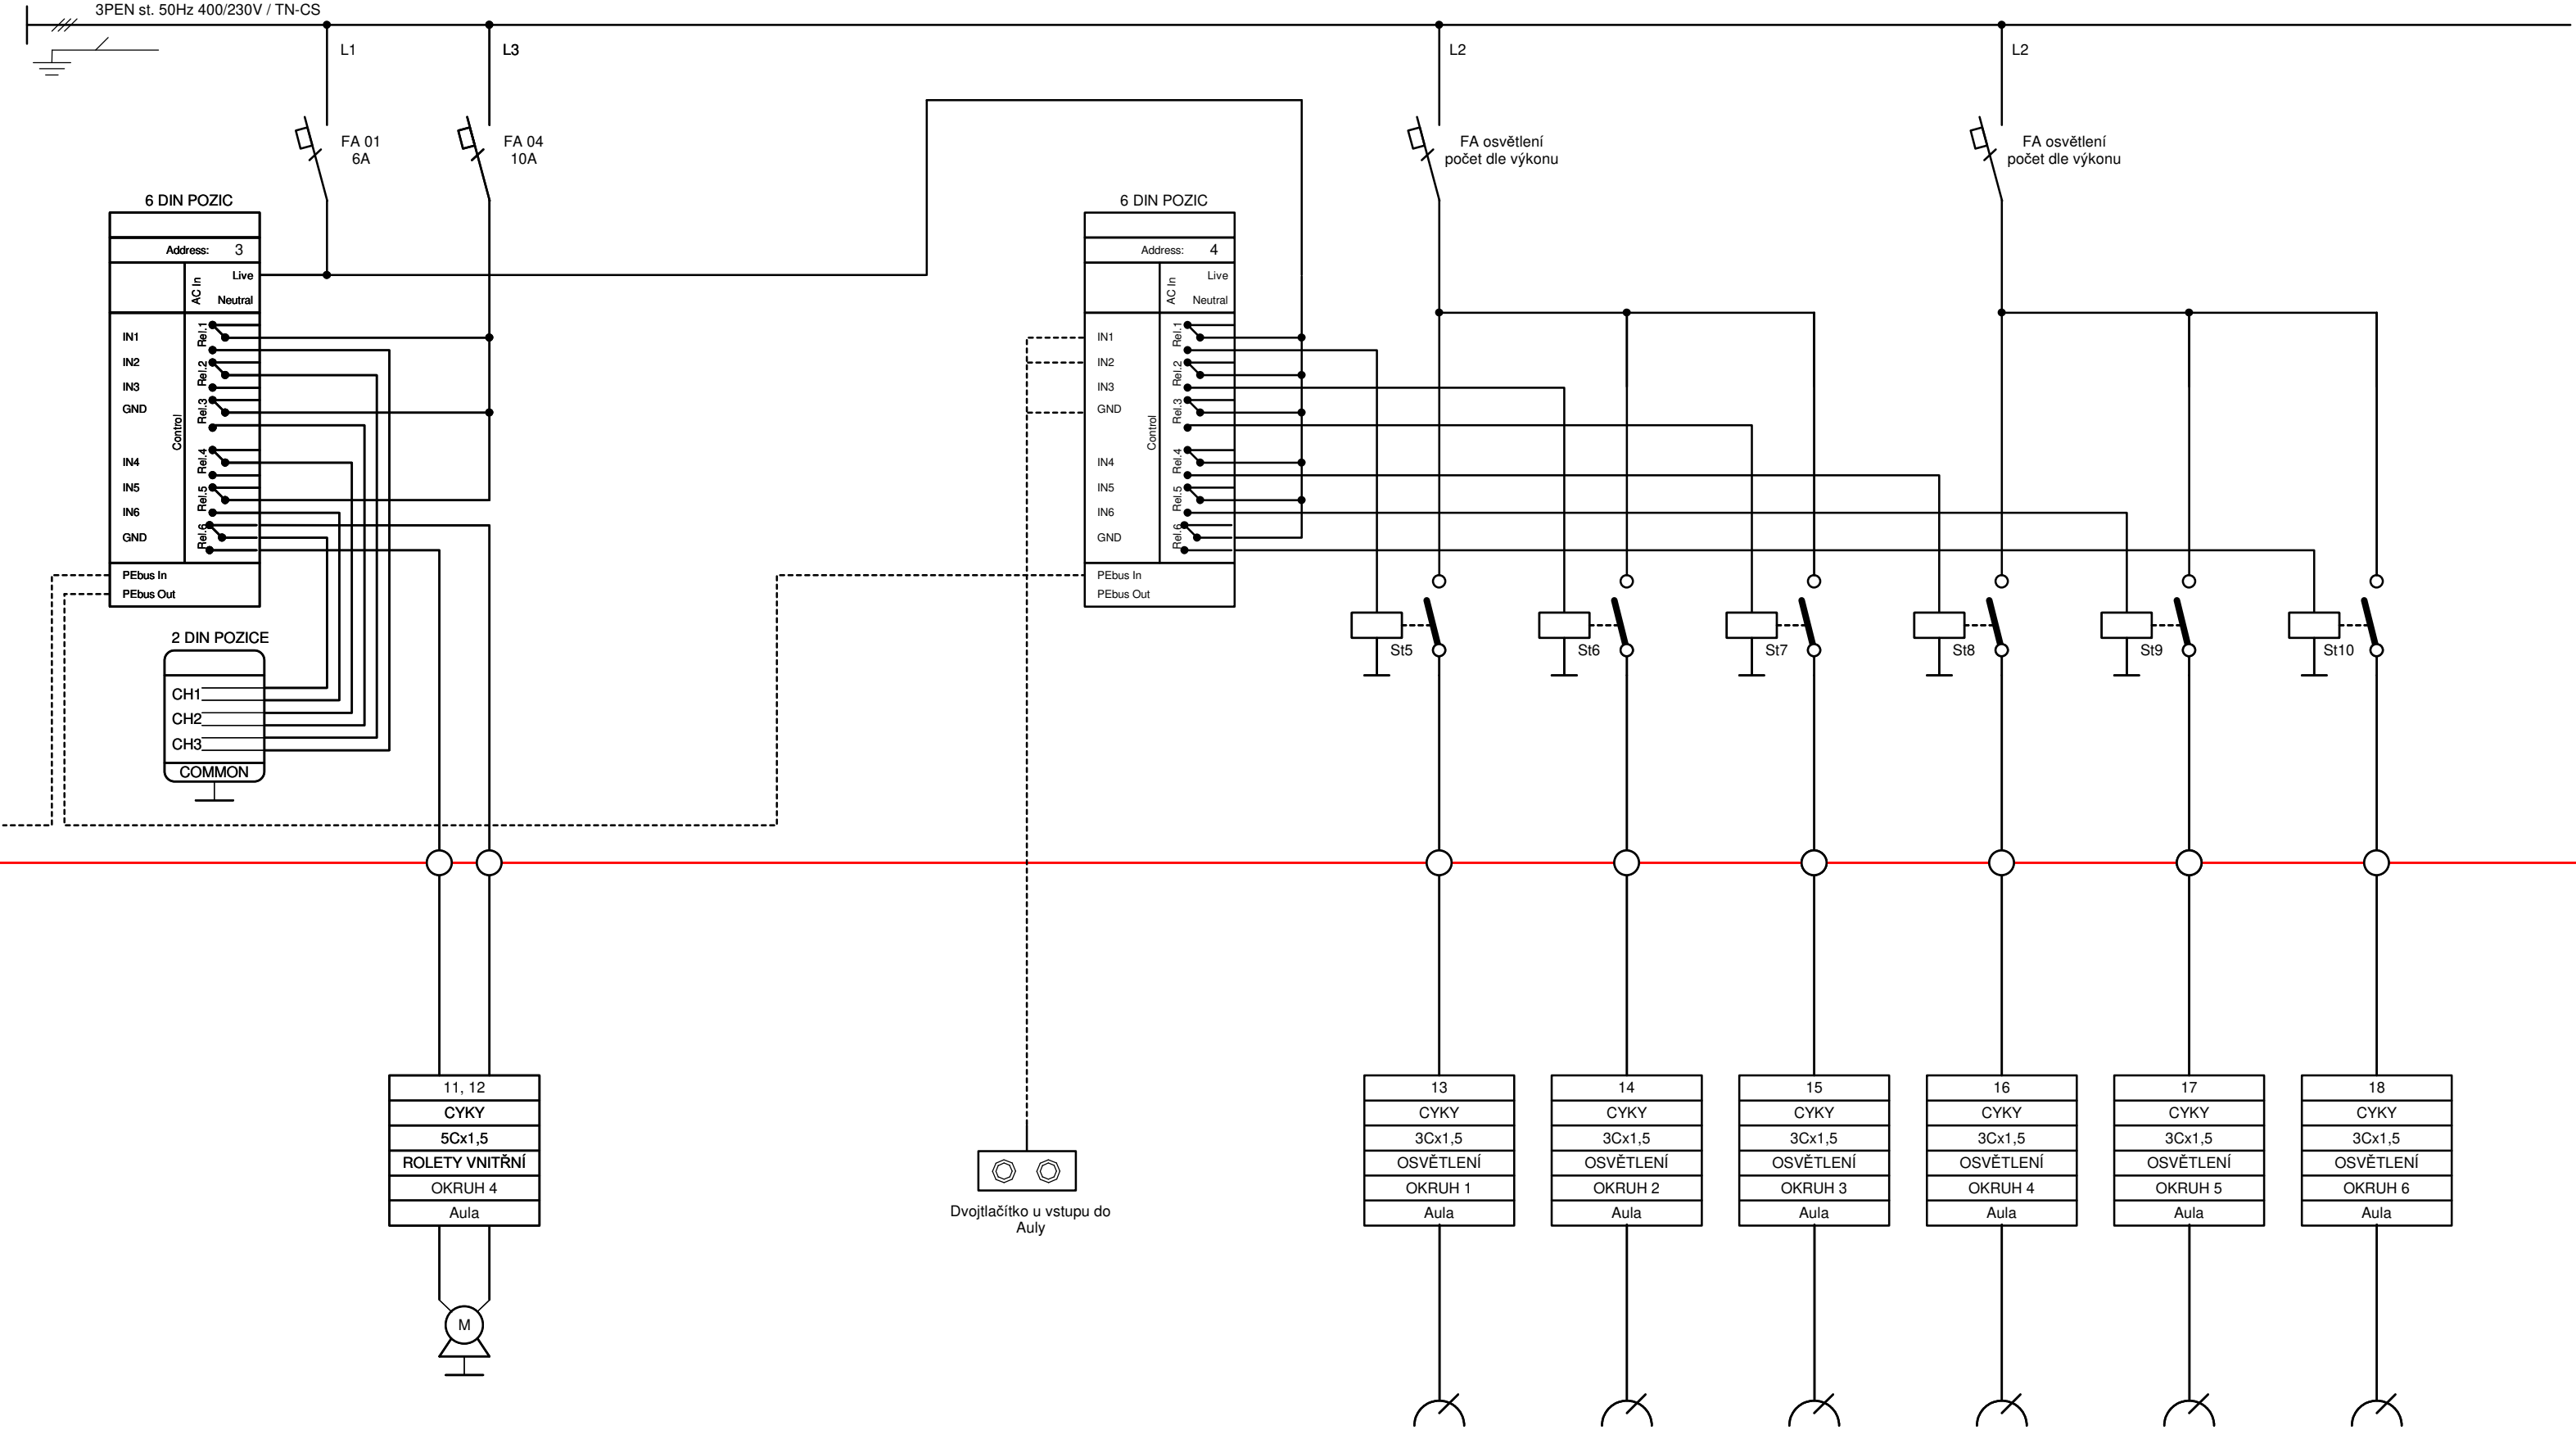 3PEN st. 50Hz 400/230V / TN-CS
L1
L3
L2
L2
FA 01
6A
FA 04
10A
FA osvětlení
počet dle výkonu
FA osvětlení
počet dle výkonu
6 DIN POZIC
Address: 3
AC In
Live
Neutral
Control
IN1
IN2
IN3
GND
IN4
IN5
IN6
GND
Rel.1
Rel.2
Rel.3
Rel.4
Rel.5
Rel.6
PEbus In
PEbus Out
2 DIN POZICE
CH1
CH2
CH3
COMMON
6 DIN POZIC
Address: 4
AC In
Live
Neutral
Control
IN1
IN2
IN3
GND
IN4
IN5
IN6
GND
Rel.1
Rel.2
Rel.3
Rel.4
Rel.5
Rel.6
PEbus In
PEbus Out
St5
St6
St7
St8
St9
St10
11, 12
CYKY
5Cx1,5
ROLETY VNITŘNÍ
OKRUH 4
Aula
M
Dvojtlačítko u vstupu do
Auly
13
CYKY
3Cx1,5
OSVĚTLENÍ
OKRUH 1
Aula
14
CYKY
3Cx1,5
OSVĚTLENÍ
OKRUH 2
Aula
15
CYKY
3Cx1,5
OSVĚTLENÍ
OKRUH 3
Aula
16
CYKY
3Cx1,5
OSVĚTLENÍ
OKRUH 4
Aula
17
CYKY
3Cx1,5
OSVĚTLENÍ
OKRUH 5
Aula
18
CYKY
3Cx1,5
OSVĚTLENÍ
OKRUH 6
Aula